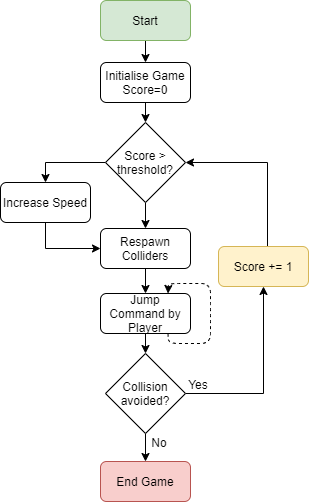 Start
Initialise Game
Score=0
Score >
threshold?
Increase Speed
Respawn
Colliders
Score += 1
Jump
Command by
Player
Collision
avoided?
Yes
No
End Game